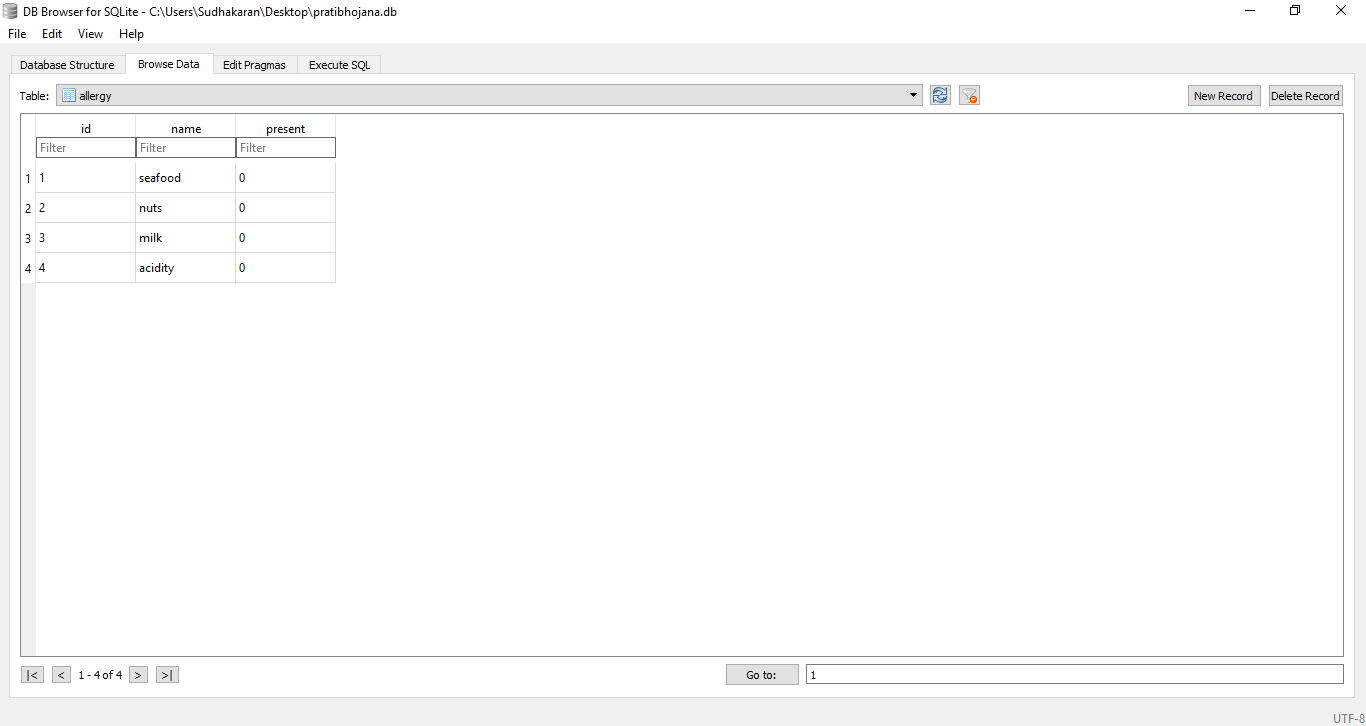 DB Browser for SQLite - C:\Users\Sudhakaran\Desktop\pratibhojana.db
File Edit View Help
Database Structure Browse Data Edit Pragmas Execute SQL
Table: allergy New Record Delete Record
id name present
Filter Filter Filter
1 1 seafood 0
2 2 nuts 0
3 3 milk 0
4 4 acidity 0
|< < 1 - 4 of 4 > >| Go to: 1
UTF-8